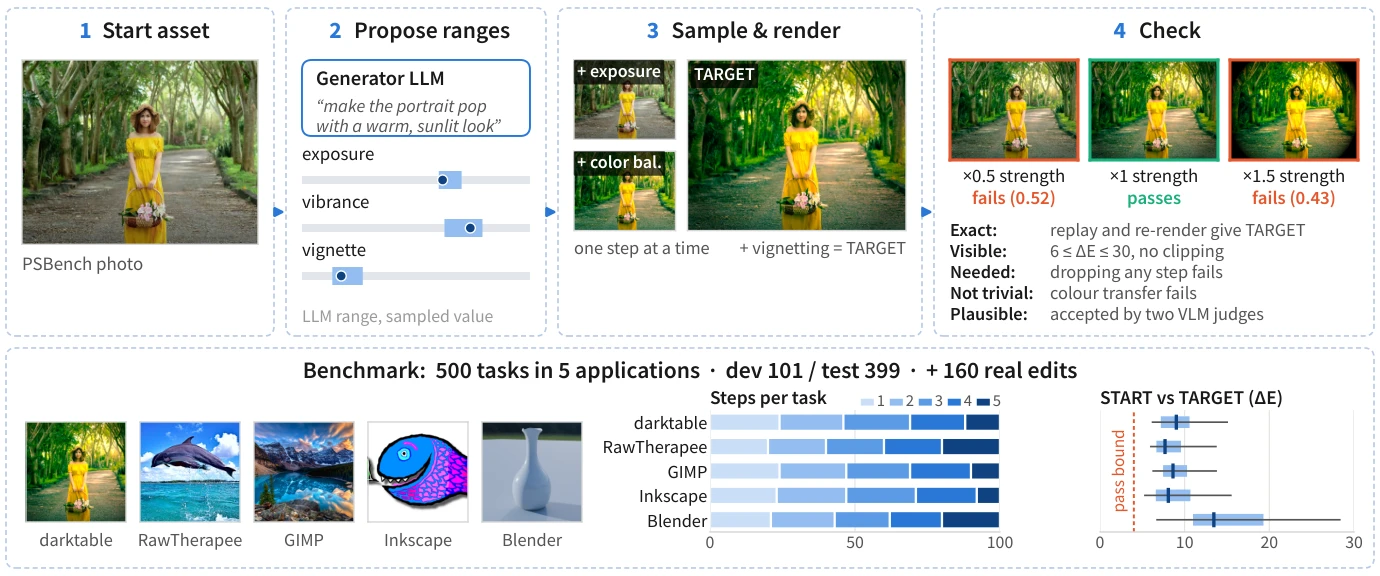 1 Start asset
PSBench photo
2 Propose ranges
Generator LLM
“make the portrait pop
with a warm, sunlit look”
exposure
vibrance
vignette
LLM range, sampled value
3 Sample & render
+ exposure
+ color bal.
TARGET
one step at a time
+ vignetting = TARGET
4 Check
×0.5 strength
fails (0.52)
×1 strength
passes
×1.5 strength
fails (0.43)
Exact: replay and re-render give TARGET
Visible: 6 ≤ ΔE ≤ 30, no clipping
Needed: dropping any step fails
Not trivial: colour transfer fails
Plausible: accepted by two VLM judges
Benchmark: 500 tasks in 5 applications · dev 101 / test 399 · + 160 real edits
darktable
RawTherapee
GIMP
Inkscape
Blender
Steps per task
1 2 3 4 5
darktable
RawTherapee
GIMP
Inkscape
Blender
0 50 100
START vs TARGET (ΔE)
pass bound
0 10 20 30